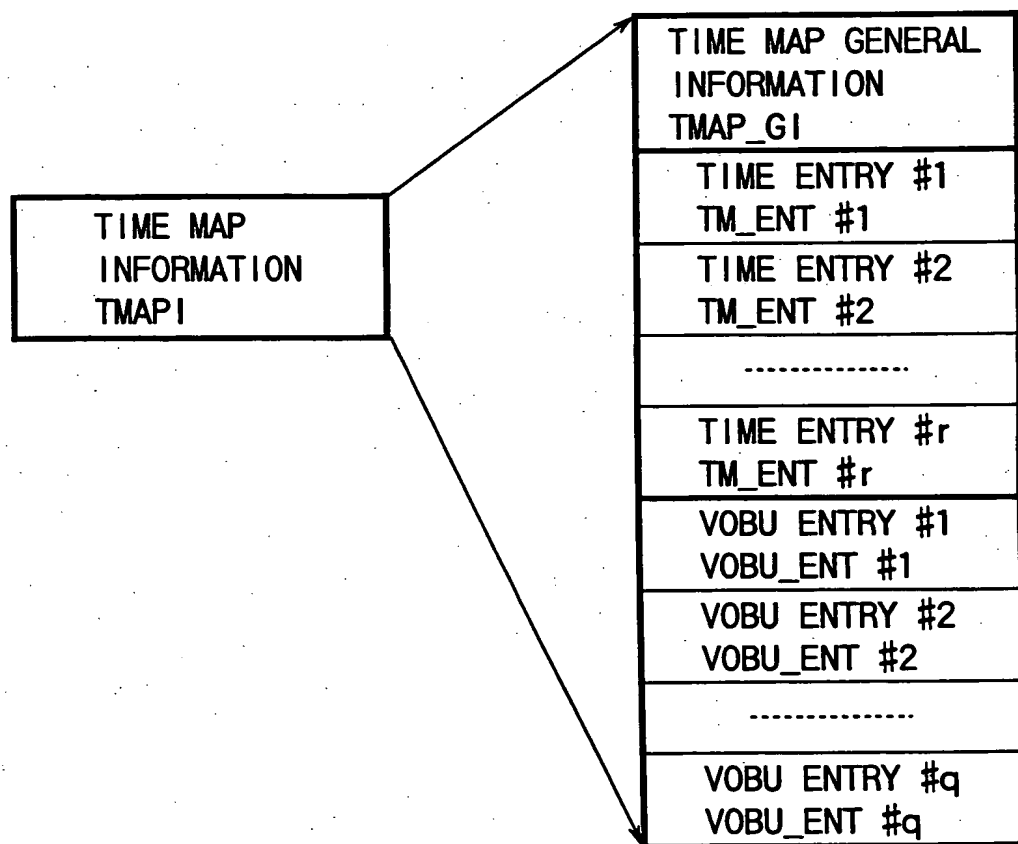 TIME MAP
INFORMATION
TMAPI
TIME MAP GENERAL
INFORMATION
TMAP_GI
TIME ENTRY #1
TM_ENT #1
TIME ENTRY #2
TM_ENT #2
---------------
TIME ENTRY #r
TM_ENT #r
VOBU ENTRY #1
VOBU_ENT #1
VOBU ENTRY #2
VOBU_ENT #2
---------------
VOBU ENTRY #q
VOBU_ENT #q